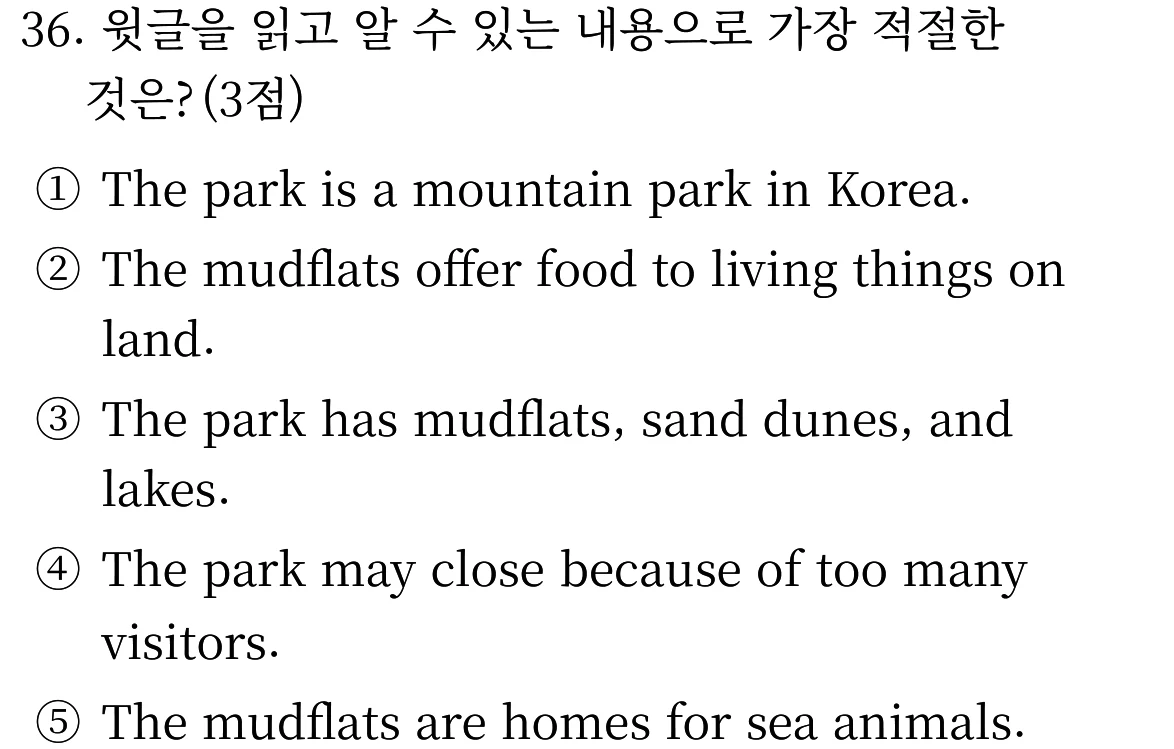 36. 윗글을 읽고 알 수 있는 내용으로 가장 적절한
것은? (3점)
① The park is a mountain park in Korea.
② The mudflats offer food to living things on
land.
③ The park has mudflats, sand dunes, and
lakes.
④ The park may close because of too many
visitors.
⑤ The mudflats are homes for sea animals.